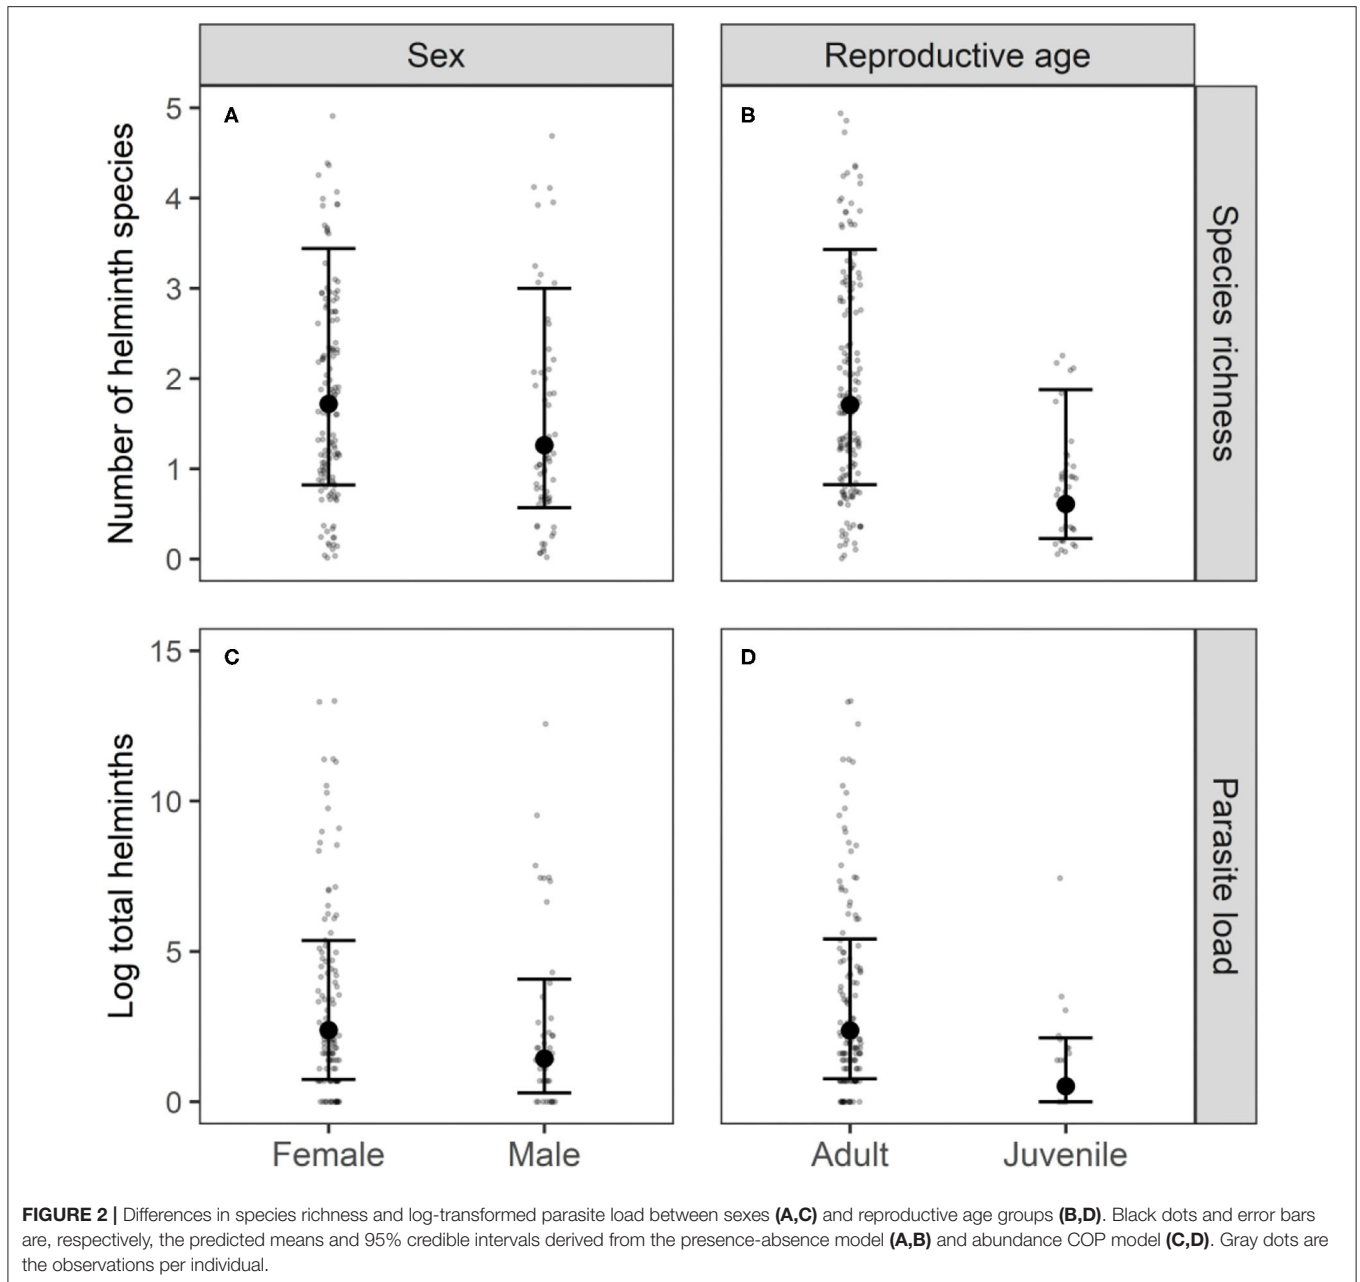 Sex
Reproductive age
A
B
5
4
3
2
1
0
Number of helminth species
Species richness
C
D
15
10
5
0
Log total helminths
Parasite load
Female
Male
Adult
Juvenile
FIGURE 2 | Differences in species richness and log-transformed parasite load between sexes (A,C) and reproductive age groups (B,D). Black dots and error bars
are, respectively, the predicted means and 95% credible intervals derived from the presence-absence model (A,B) and abundance COP model (C,D). Gray dots are
the observations per individual.